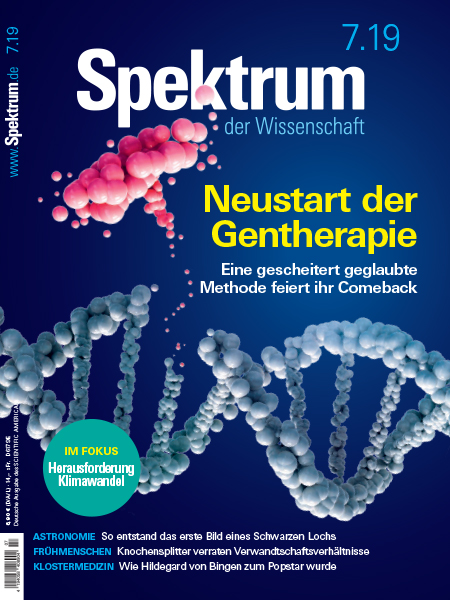 7.19
Spektrum
der Wissenschaft
www.Spektrum.de 7.19
Neustart der
Gentherapie
Eine gescheitert geglaubte
Methode feiert ihr Comeback
IM FOKUS
Herausforderung
Klimawandel
Deutsche Ausgabe des SCIENTIFIC AMERICAN
ASTRONOMIE So entstand das erste Bild eines Schwarzen Lochs
FRÜHMENSCHEN Knochensplitter verraten Verwandtschaftsverhältnisse
KLOSTERMEDIZIN Wie Hildegard von Bingen zum Popstar wurde